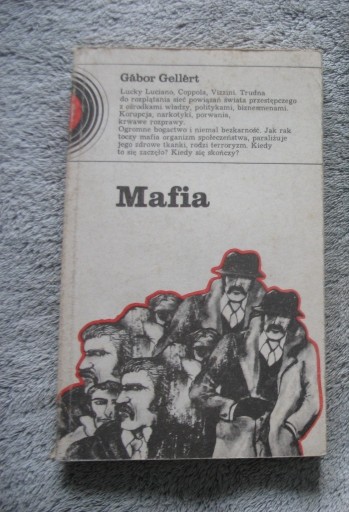 Gábor Gellért
Lucky Luciano, Coppola, Vizzini. Trudna
do rozplątania sieć powiązań świata przestępczego
z ośrodkami władzy, politykami, biznesmenami.
Korupcja, narkotyki, porwania,
krwawe rozprawy.
Ogromne bogactwo i niemal bezkarność. Jak rak
toczy mafia organizm społeczeństwa, paraliżuje
jego zdrowe tkanki, rodzi terroryzm. Kiedy
to się zaczęło? Kiedy się skończy?
Mafia